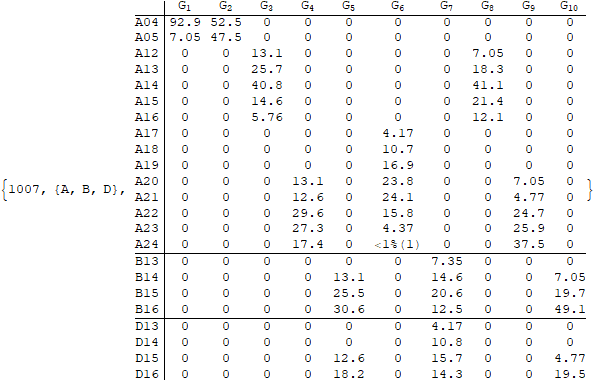 G1 G2 G3 G4 G5 G6 G7 G8 G9 G10
A04 92.9 52.5 0 0 0 0 0 0 0 0
A05 7.05 47.5 0 0 0 0 0 0 0 0
A12 0 0 13.1 0 0 0 0 7.05 0 0
A13 0 0 25.7 0 0 0 0 18.3 0 0
A14 0 0 40.8 0 0 0 0 41.1 0 0
A15 0 0 14.6 0 0 0 0 21.4 0 0
A16 0 0 5.76 0 0 0 0 12.1 0 0
A17 0 0 0 0 0 4.17 0 0 0 0
A18 0 0 0 0 0 10.7 0 0 0 0
A19 0 0 0 0 0 16.9 0 0 0 0
A20 0 0 0 13.1 0 23.8 0 0 7.05 0
{1007, {A, B, D}, A21 0 0 0 12.6 0 24.1 0 0 4.77 0 }
A22 0 0 0 29.6 0 15.8 0 0 24.7 0
A23 0 0 0 27.3 0 4.37 0 0 25.9 0
A24 0 0 0 17.4 0 <1%(1) 0 0 37.5 0
B13 0 0 0 0 0 0 7.35 0 0 0
B14 0 0 0 0 13.1 0 14.6 0 0 7.05
B15 0 0 0 0 25.5 0 20.6 0 0 19.7
B16 0 0 0 0 30.6 0 12.5 0 0 49.1
D13 0 0 0 0 0 0 4.17 0 0 0
D14 0 0 0 0 0 0 10.8 0 0 0
D15 0 0 0 0 12.6 0 15.7 0 0 4.77
D16 0 0 0 0 18.2 0 14.3 0 0 19.5